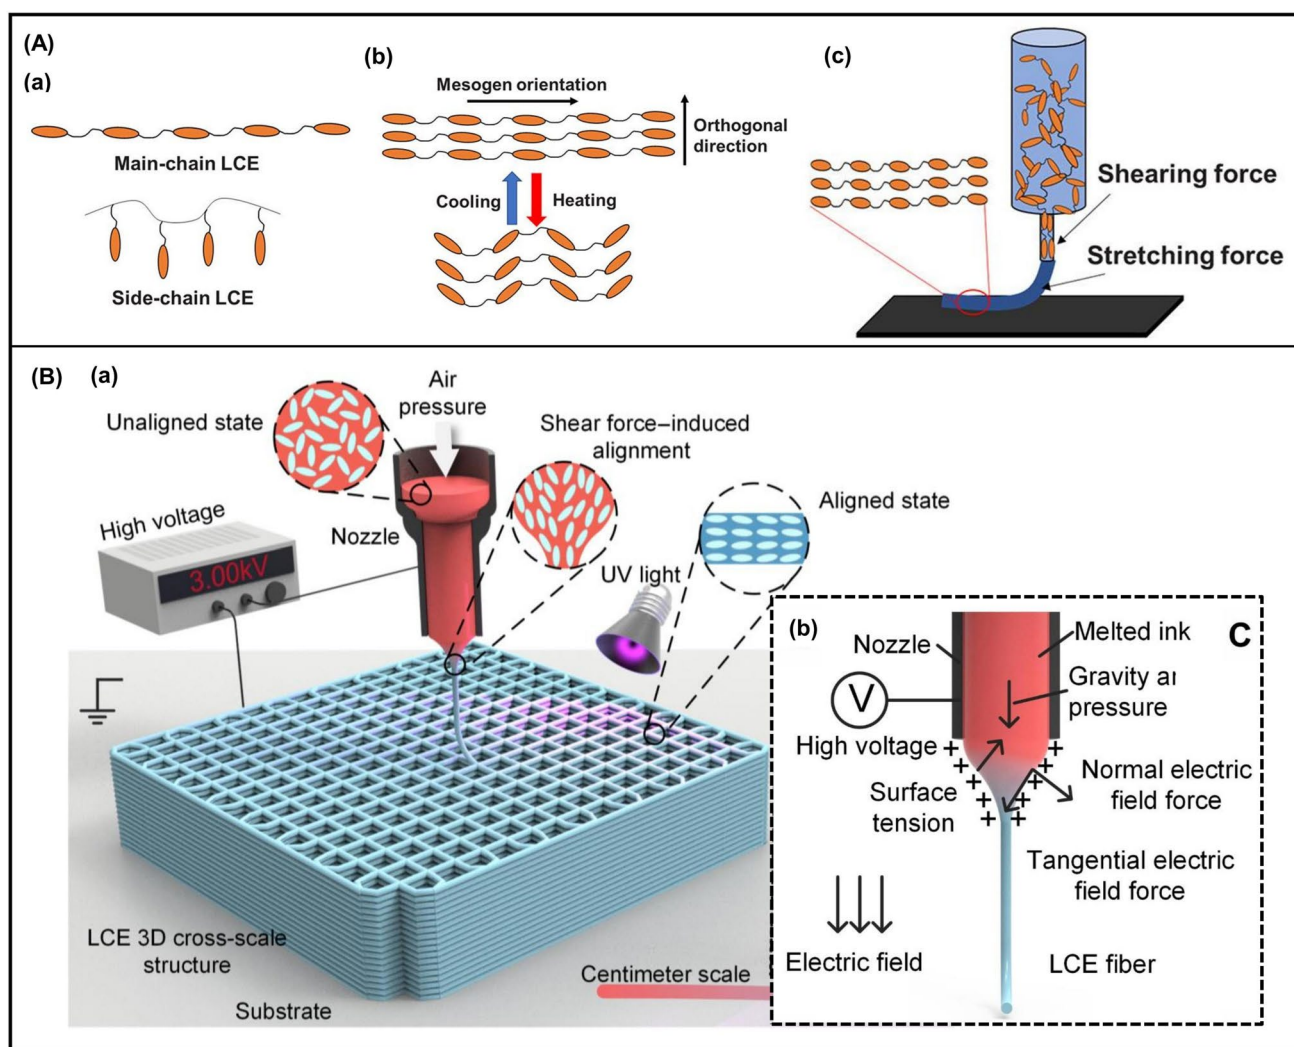 (A)
(a)
Main-chain LCE
Side-chain LCE
(b)
Mesogen orientation
Orthogonal
direction
Cooling
Heating
(c)
Shearing force
Stretching force
(B)
(a)
Unaligned state
Air
pressure
Shear force–induced
alignment
Aligned state
High voltage
3.00kV
Nozzle
UV light
LCE 3D cross-scale
structure
Substrate
Centimeter scale
(b)
C
Nozzle
Melted ink
V
Gravity ar
pressure
High voltage
Surface
tension
Normal electric
field force
Tangential electric
field force
Electric field
LCE fiber